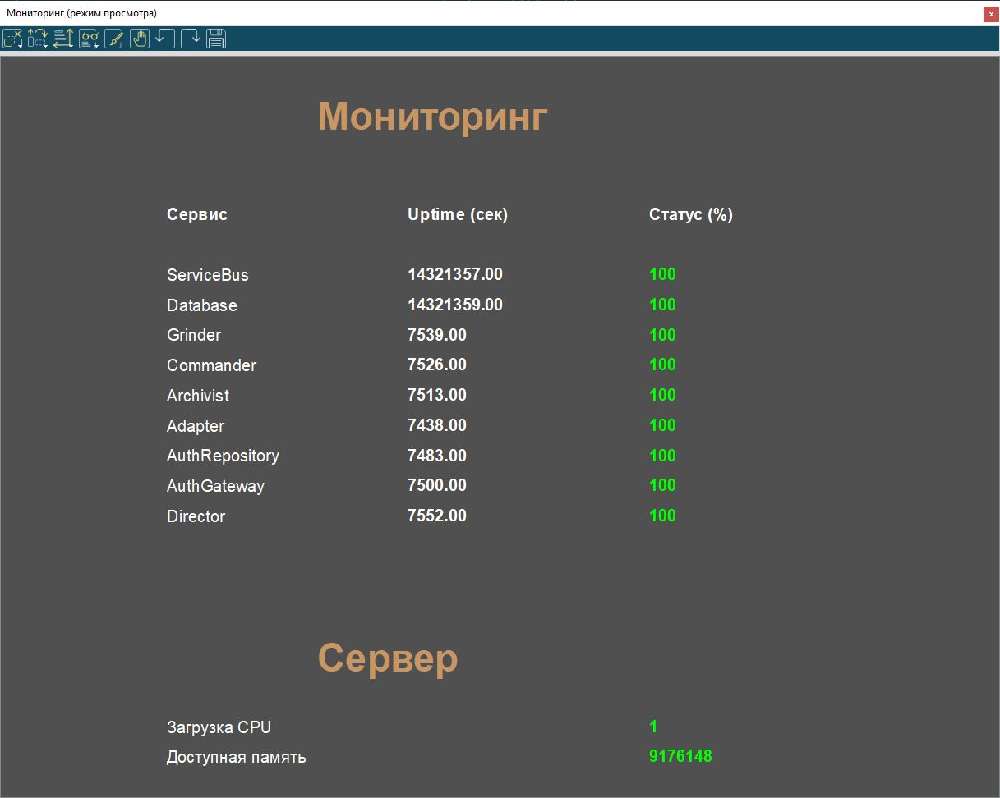 Мониторинг (режим просмотра)
Мониторинг
Сервис Uptime (сек) Статус (%)
ServiceBus 14321357.00 100
Database 14321359.00 100
Grinder 7539.00 100
Commander 7526.00 100
Archivist 7513.00 100
Adapter 7438.00 100
AuthRepository 7483.00 100
AuthGateway 7500.00 100
Director 7552.00 100
Сервер
Загрузка CPU 1
Доступная память 9176148